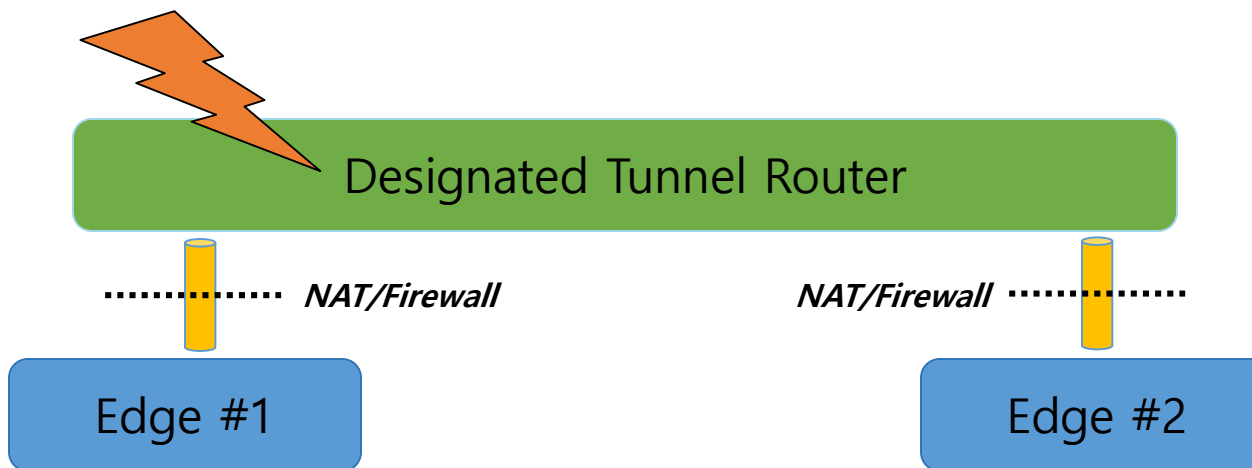 Designated Tunnel Router
NAT/Firewall
NAT/Firewall
Edge #1
Edge #2